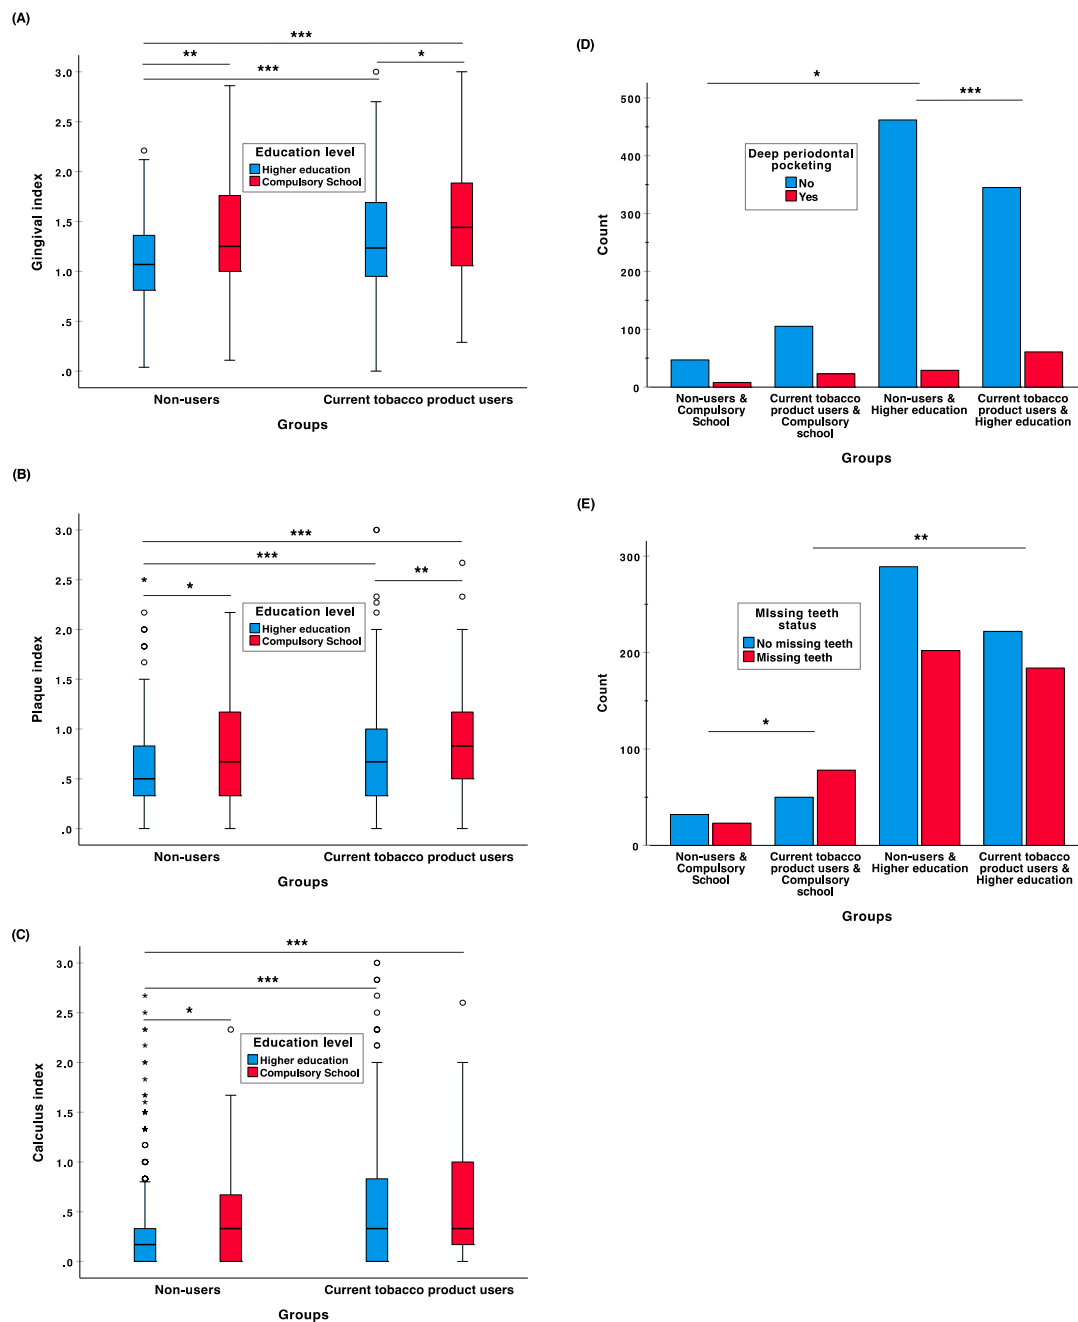 (A)
***
**
*
***
3.0
2.5
2.0
1.5
1.0
.5
.0
Gingival index
Education level
Higher education
Compulsory School
Non-users
Current tobacco product users
Groups
(B)
***
***
**
*
*
3.0
2.5
2.0
1.5
1.0
.5
.0
Plaque index
Education level
Higher education
Compulsory School
Non-users
Current tobacco product users
Groups
(C)
***
***
*
3.0
2.5
2.0
1.5
1.0
.5
.0
Calculus index
Education level
Higher education
Compulsory School
Non-users
Current tobacco product users
Groups
(D)
*
***
500
400
300
200
100
0
Count
Deep periodontal
pocketing
No
Yes
Non-users &
Compulsory
School
Current tobacco
product users &
Compulsory
school
Non-users &
Higher education
Current tobacco
product users &
Higher education
Groups
(E)
**
*
300
200
100
0
Count
MIssing teeth
status
No missing teeth
Missing teeth
Non-users &
Compulsory
School
Current tobacco
product users &
Compulsory
school
Non-users &
Higher education
Current tobacco
product users &
Higher education
Groups